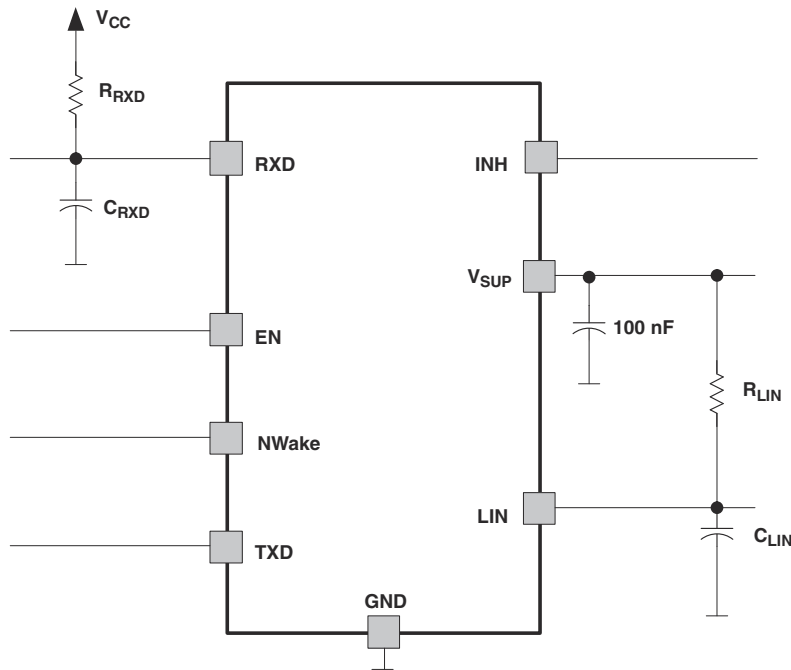 VCC
RRXD
RXD
INH
CRXD
VSUP
EN
100 nF
RLIN
NWake
LIN
CLIN
TXD
GND